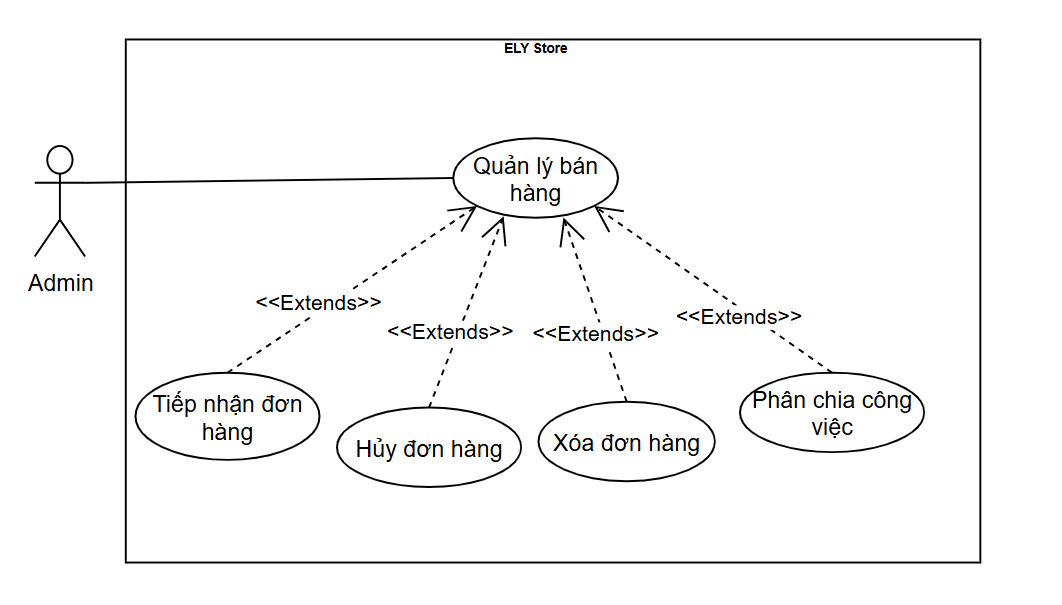 ELY Store
Quản lý bán
hàng
Admin
<<Extends>>
<<Extends>>
<<Extends>>
<<Extends>>
Tiếp nhận đơn
hàng
Hủy đơn hàng
Xóa đơn hàng
Phân chia công
việc